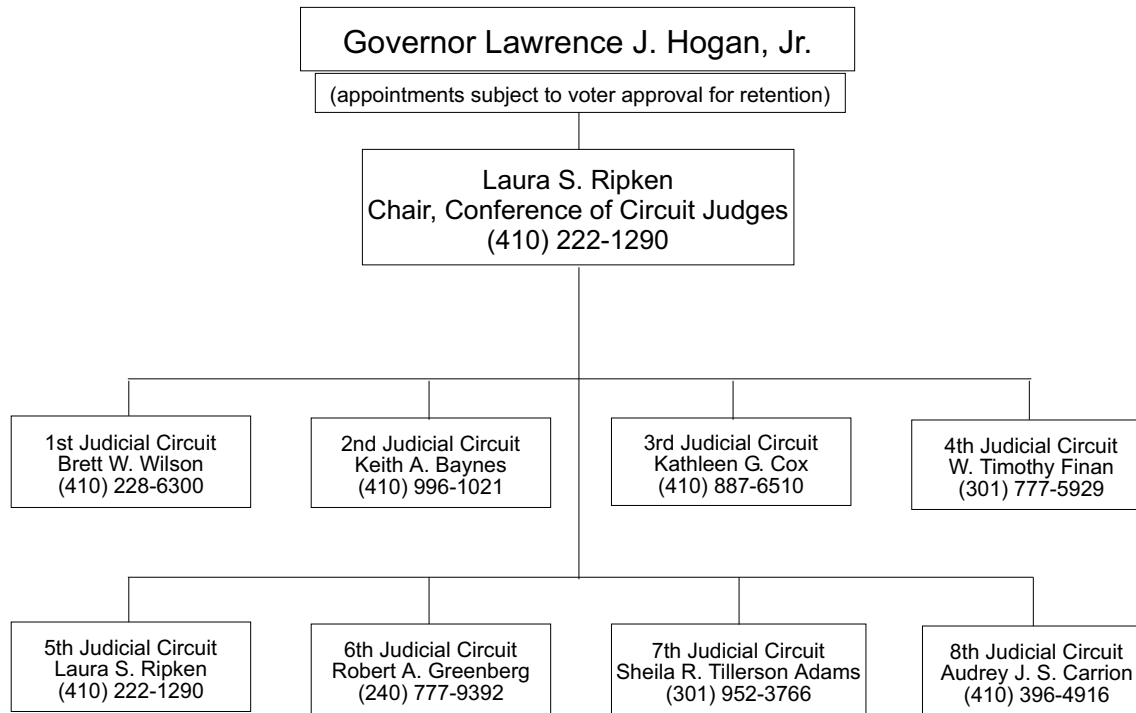 Governor Lawrence J. Hogan, Jr.
(appointments subject to voter approval for retention)
Laura S. Ripken
Chair, Conference of Circuit Judges
(410) 222-1290
1st Judicial Circuit
Brett W. Wilson
(410) 228-6300
2nd Judicial Circuit
Keith A. Baynes
(410) 996-1021
3rd Judicial Circuit
Kathleen G. Cox
(410) 887-6510
4th Judicial Circuit
W. Timothy Finan
(301) 777-5929
5th Judicial Circuit
Laura S. Ripken
(410) 222-1290
6th Judicial Circuit
Robert A. Greenberg
(240) 777-9392
7th Judicial Circuit
Sheila R. Tillerson Adams
(301) 952-3766
8th Judicial Circuit
Audrey J. S. Carrion
(410) 396-4916